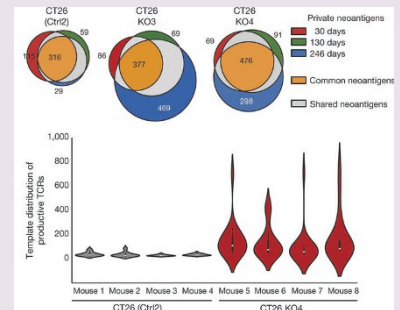 CT26
(Ctrl2)
CT26
KO3
CT26
KO4
Private neoantigens
30 days
130 days
246 days
Common neoantigens
Shared neoantigens
59
316
29
86
69
377
469
69
91
476
298
Template distribution of
productive TCRs
1,000
800
600
400
200
0
Mouse 1 Mouse 2 Mouse 3 Mouse 4 Mouse 5 Mouse 6 Mouse 7 Mouse 8
CT26 (Ctrl2) CT26 KO4